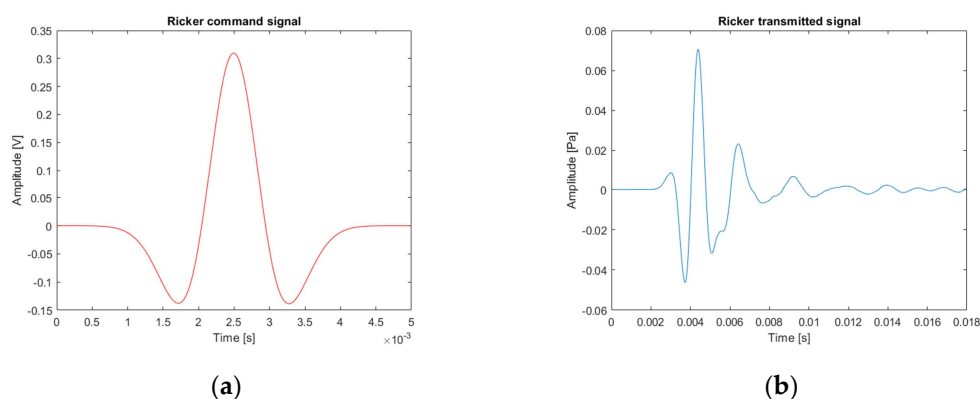 Ricker command signal
0.35
0.3
0.25
0.2
0.15
0.1
0.05
0
-0.05
-0.1
-0.15
Amplitude [V]
0 0.5 1 1.5 2 2.5 3 3.5 4 4.5 5
Time [s]
×10-3
(a)
Ricker transmitted signal
0.08
0.06
0.04
0.02
0
-0.02
-0.04
-0.06
Amplitude [Pa]
0 0.002 0.004 0.006 0.008 0.01 0.012 0.014 0.016 0.018
Time [s]
(b)